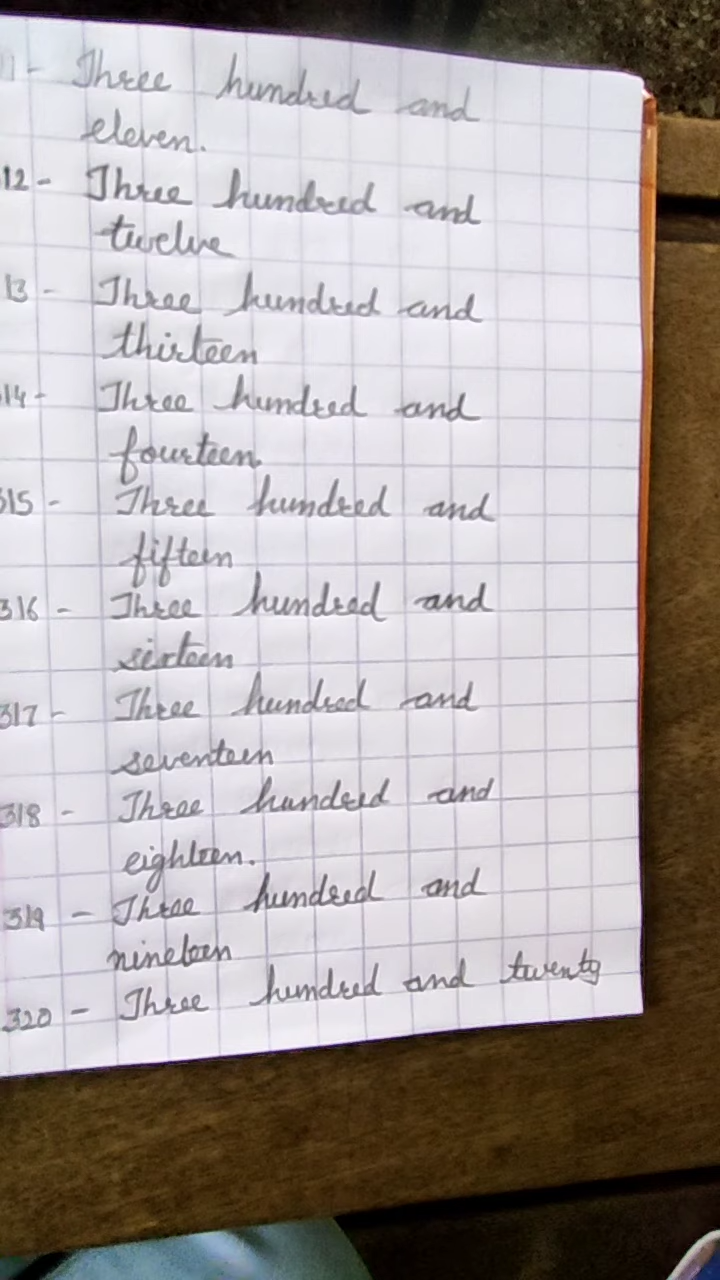 1 - Three hundred and
eleven.
12 - Three hundred and
twelve
13 - Three hundred and
thirteen
14 - Three hundred and
fourteen.
315 - Three hundred and
fifteen
316 - Three hundred and
sixteen
317 - Three hundred and
seventeen
318 - Three hundred and
eighteen.
319 - Three hundred and
nineteen
320 - Three hundred and twenty